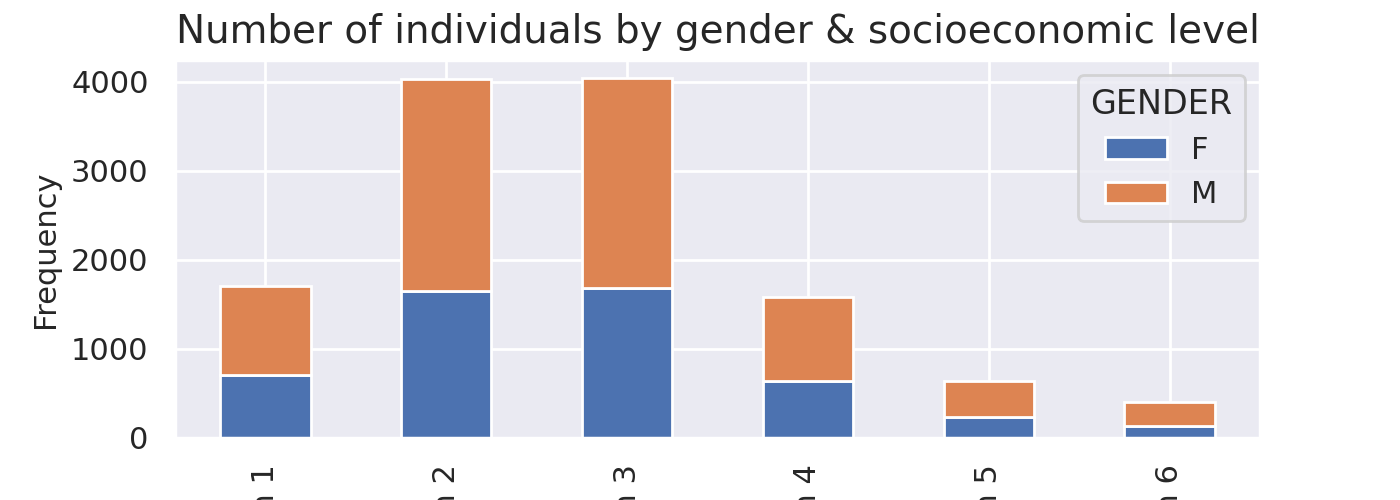 Number of individuals by gender & socioeconomic level
4000
3000
2000
1000
0
Frequency
GENDER
F
M
1
2
3
4
5
6